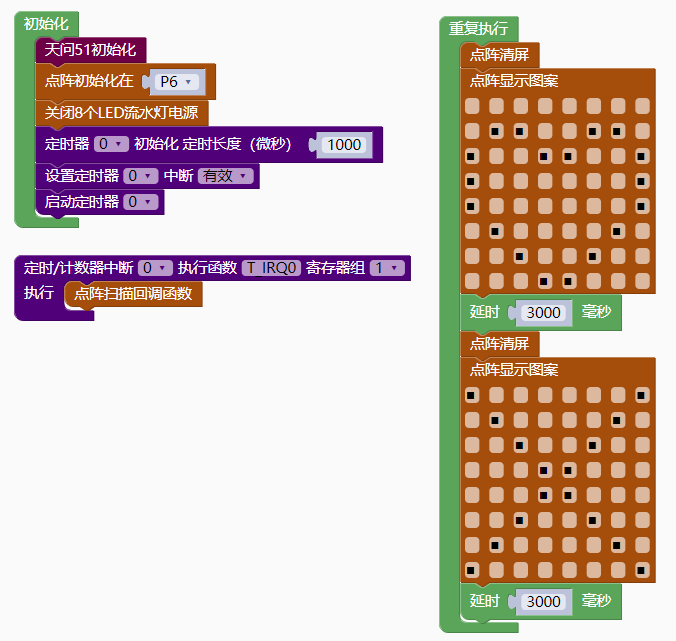 初始化
天问51初始化
点阵初始化在 P6
关闭8个LED流水灯电源
定时器 0 初始化 定时长度（微秒） 1000
设置定时器 0 中断 有效
启动定时器 0
定时/计数器中断 0 执行函数 T_IRQ0 寄存器组 1
执行 点阵扫描回调函数
重复执行
点阵清屏
点阵显示图案
延时 3000 毫秒
点阵清屏
点阵显示图案
延时 3000 毫秒